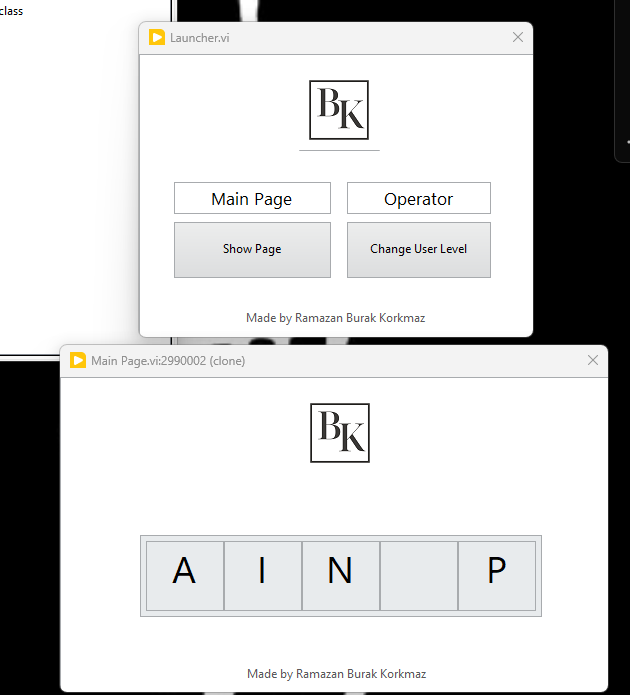 class
Launcher.vi
BK
Main Page
Operator
Show Page
Change User Level
Made by Ramazan Burak Korkmaz
Main Page.vi:2990002 (clone)
BK
A I N P
Made by Ramazan Burak Korkmaz